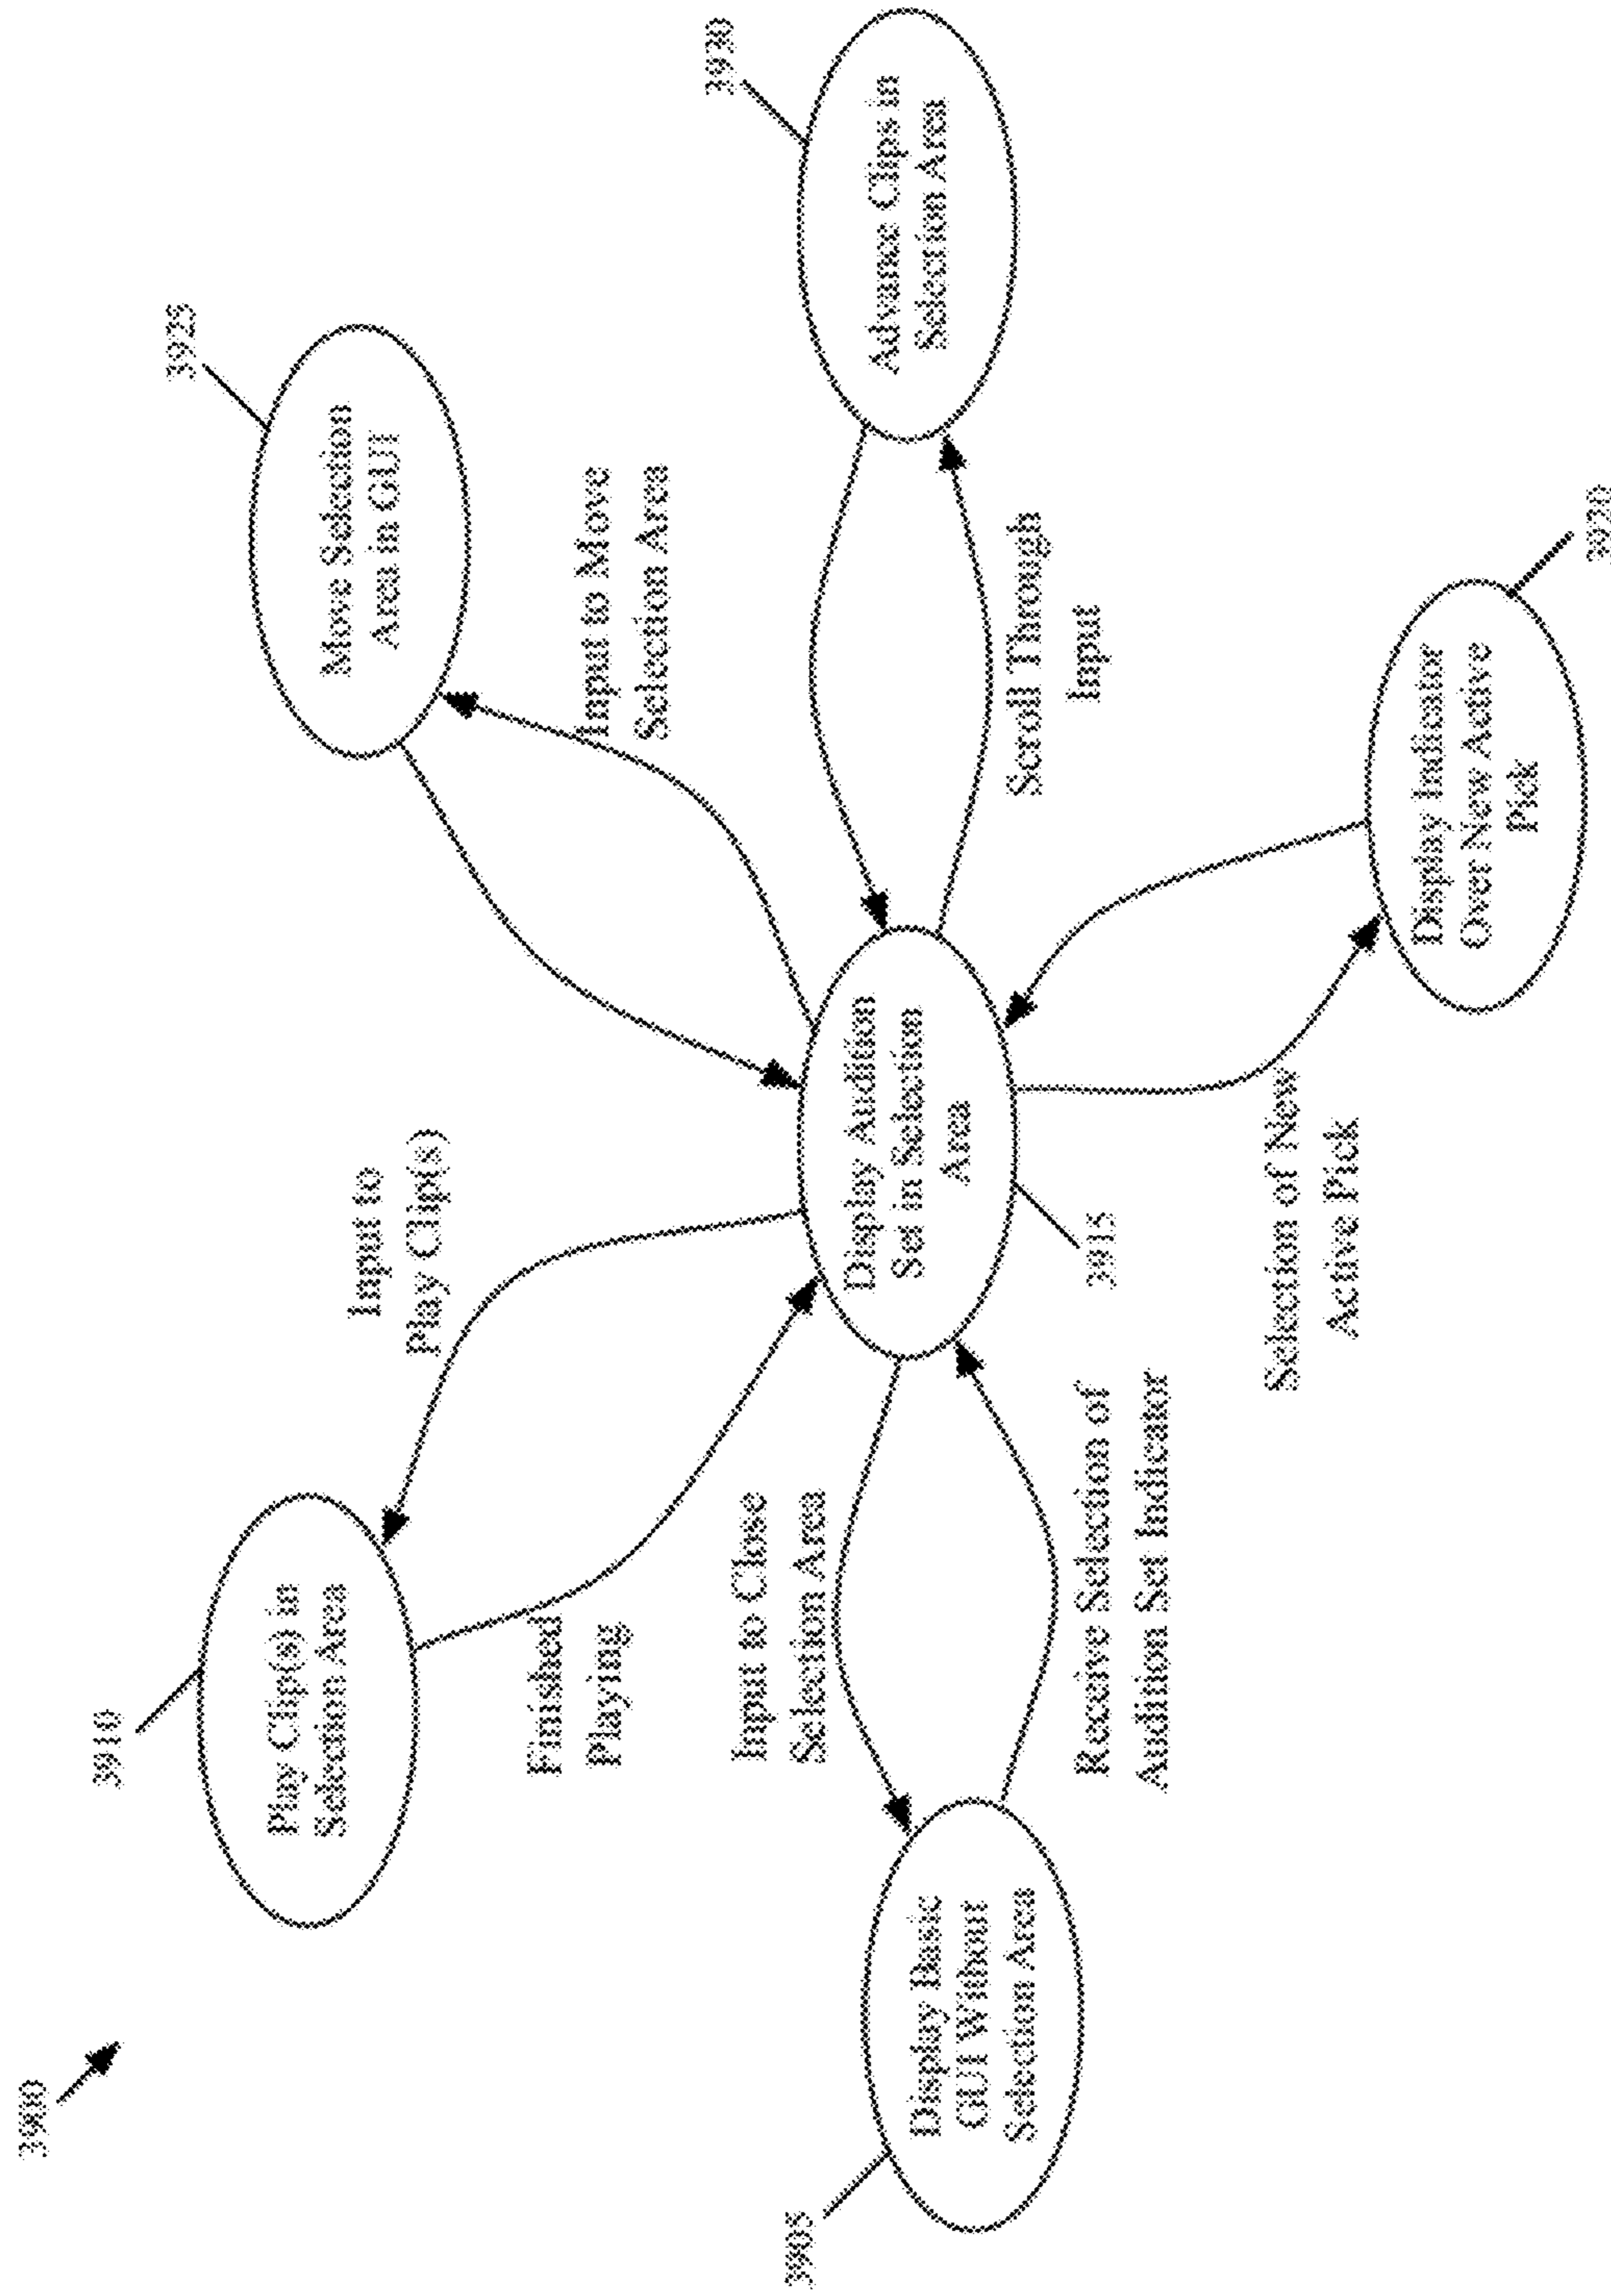 3900
3905
Display Basic
GUI Without
Selection Area
3910
Play Clip(s) in
Selection Area
Input to
Play Clip(s)
Finished
Playing
Input to Close
Selection Area
Receive Selection of
Audition Set Indicator
Display Audition
Set in Selection
Area
3915
Selection of New
Active Pick
Display Indicator
Over New Active
Pick
3920
3925
Move Selection
Area in GUI
Input to Move
Selection Area
3930
Advance Clips in
Selection Area
Scroll Through
Input